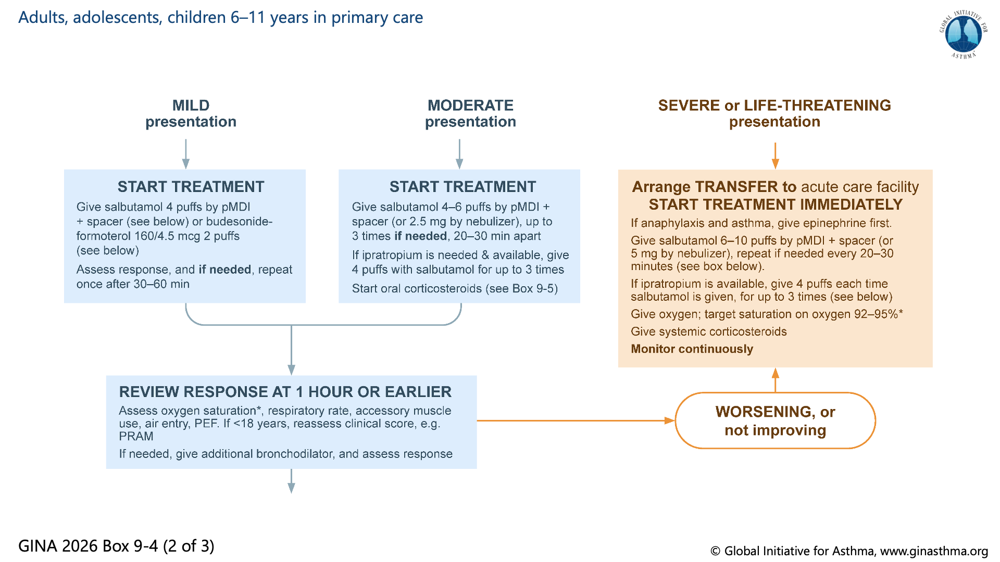 Adults, adolescents, children 6–11 years in primary care
GLOBAL INITIATIVE FOR
ASTHMA
MILD
presentation
START TREATMENT
Give salbutamol 4 puffs by pMDI
+ spacer (see below) or budesonide-
formoterol 160/4.5 mcg 2 puffs
(see below)
Assess response, and if needed, repeat
once after 30–60 min
MODERATE
presentation
START TREATMENT
Give salbutamol 4–6 puffs by pMDI +
spacer (or 2.5 mg by nebulizer), up to
3 times if needed, 20–30 min apart
If ipratropium is needed & available, give
4 puffs with salbutamol for up to 3 times
Start oral corticosteroids (see Box 9-5)
SEVERE or LIFE-THREATENING
presentation
Arrange TRANSFER to acute care facility
START TREATMENT IMMEDIATELY
If anaphylaxis and asthma, give epinephrine first.
Give salbutamol 6–10 puffs by pMDI + spacer (or
5 mg by nebulizer), repeat if needed every 20–30
minutes (see box below).
If ipratropium is available, give 4 puffs each time
salbutamol is given, for up to 3 times (see below)
Give oxygen; target saturation on oxygen 92–95%*
Give systemic corticosteroids
Monitor continuously
REVIEW RESPONSE AT 1 HOUR OR EARLIER
Assess oxygen saturation*, respiratory rate, accessory muscle
use, air entry, PEF. If <18 years, reassess clinical score, e.g.
PRAM
If needed, give additional bronchodilator, and assess response
WORSENING, or
not improving
GINA 2026 Box 9-4 (2 of 3)
© Global Initiative for Asthma, www.ginasthma.org